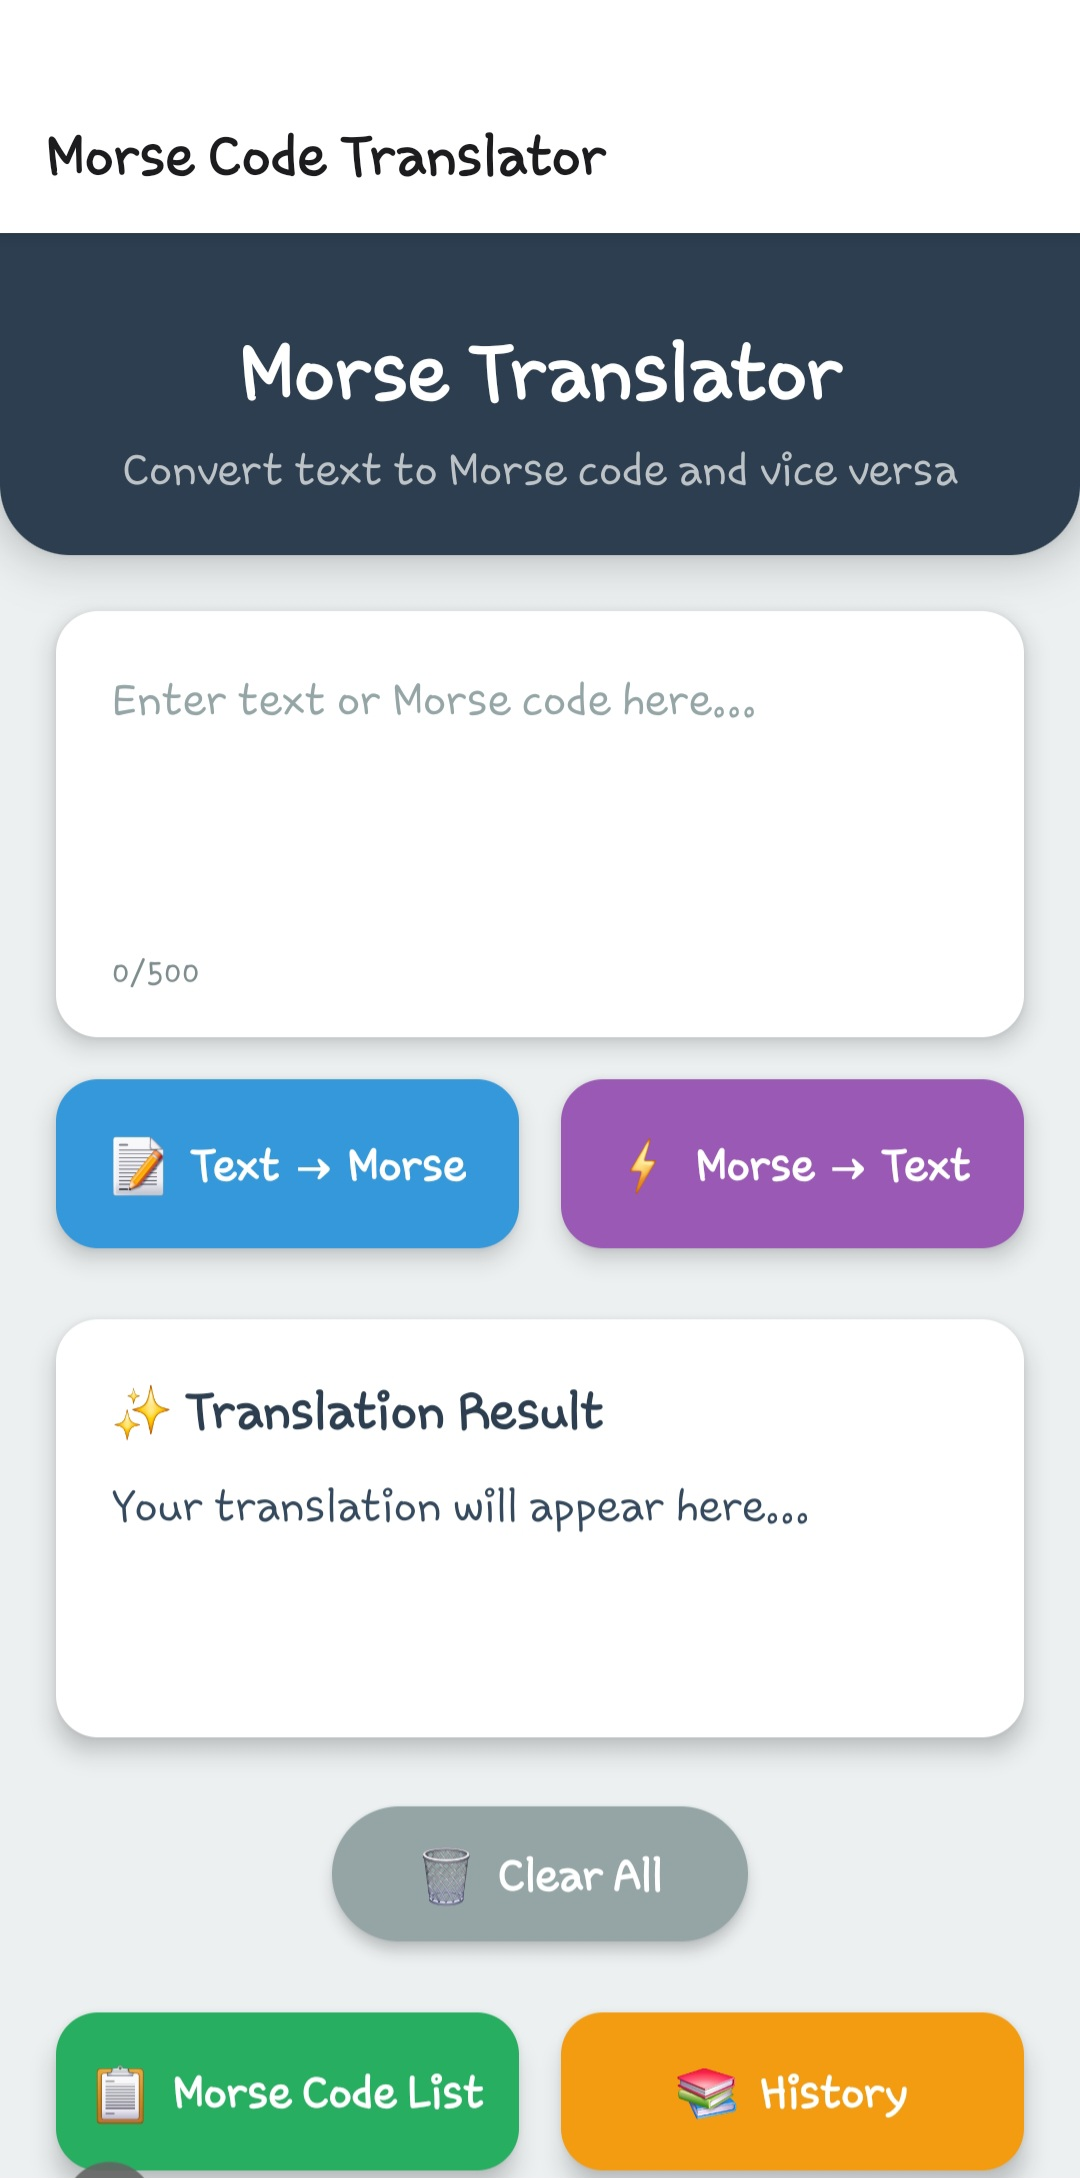 Morse Code Translator
Morse Translator
Convert text to Morse code and vice versa
Enter text or Morse code here...
0/500
Text → Morse
Morse → Text
Translation Result
Your translation will appear here...
Clear All
Morse Code List
History